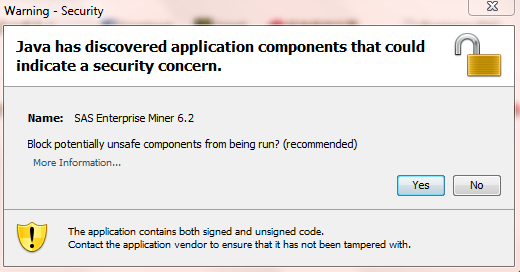 Warning - Security
Java has discovered application components that could
indicate a security concern.
Name: SAS Enterprise Miner 6.2
Block potentially unsafe components from being run? (recommended)
More Information...
Yes No
The application contains both signed and unsigned code.
Contact the application vendor to ensure that it has not been tampered with.